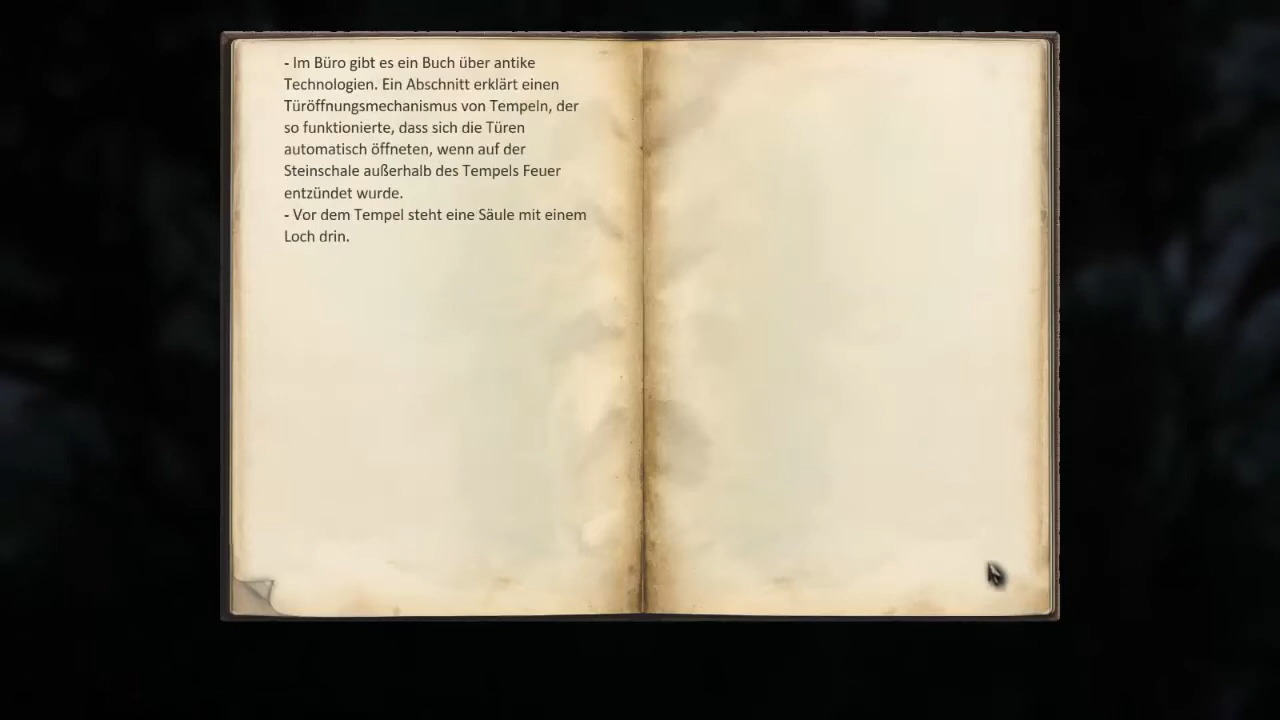 - Im Büro gibt es ein Buch über antike
Technologien. Ein Abschnitt erklärt einen
Türöffnungsmechanismus von Tempeln, der
so funktionierte, dass sich die Türen
automatisch öffneten, wenn auf der
Steinschale außerhalb des Tempels Feuer
entzündet wurde.
- Vor dem Tempel steht eine Säule mit einem
Loch drin.